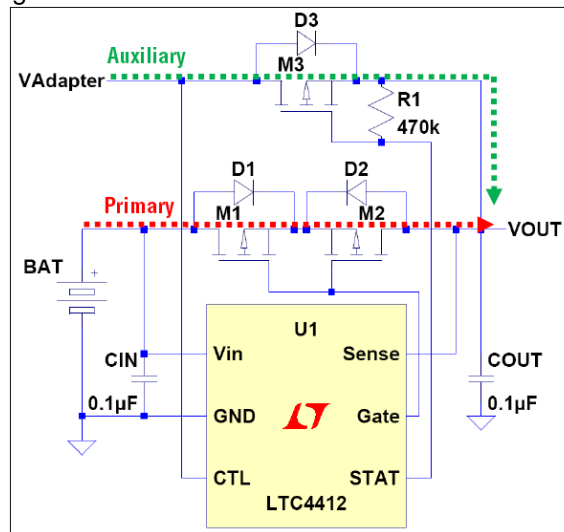 D3
Auxiliary
M3
VAdapter
R1
470k
D1
D2
Primary
M1
M2
VOUT
BAT
+
U1
CIN
Vin
Sense
COUT
0.1µF
GND
Gate
0.1µF
CTL
STAT
LTC4412